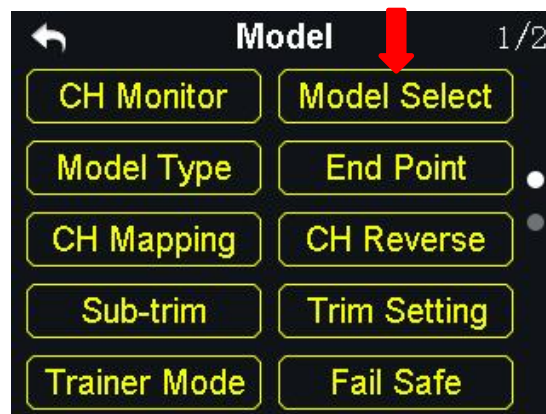 Model 1/2
CH Monitor Model Select
Model Type End Point
CH Mapping CH Reverse
Sub-trim Trim Setting
Trainer Mode Fail Safe